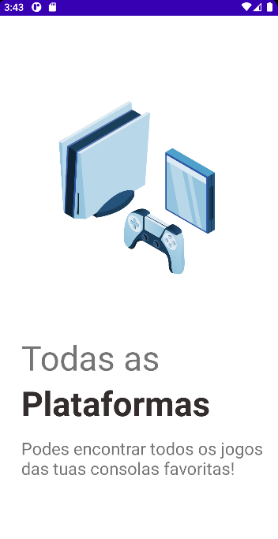 3:43
Todas as
Plataformas
Podes encontrar todos os jogos
das tuas consolas favoritas!